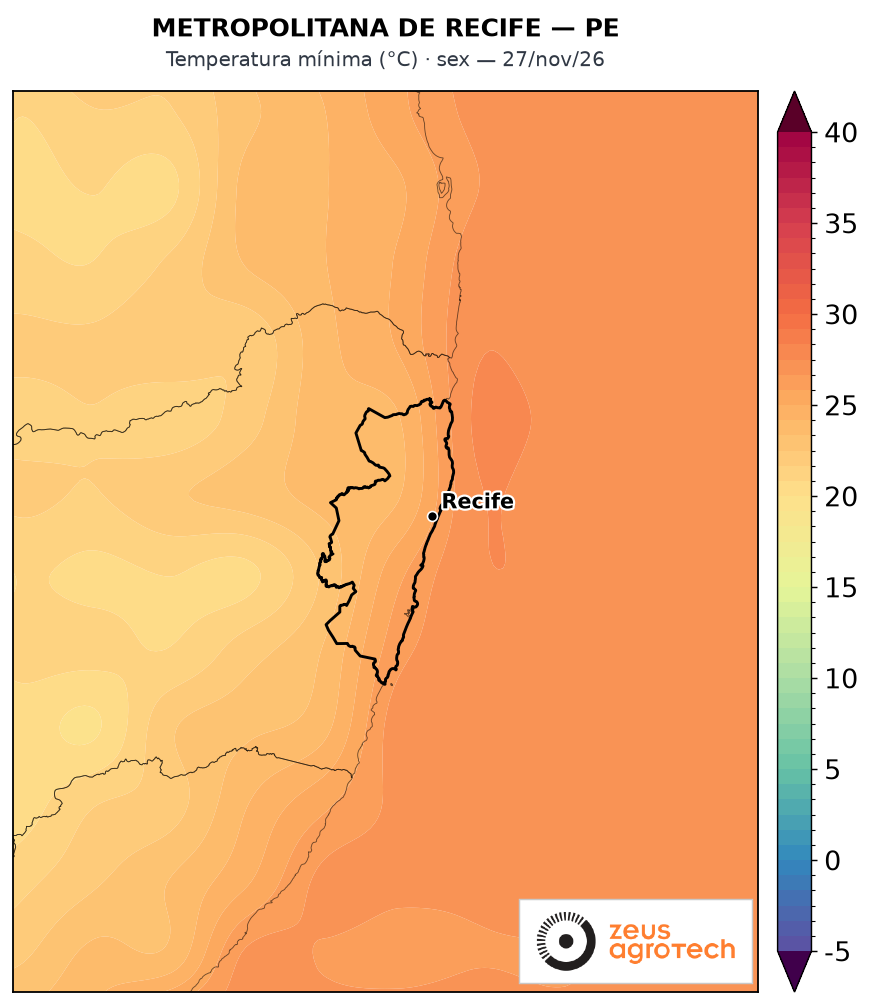 METROPOLITANA DE RECIFE — PE
Temperatura mínima (°C) · sex — 27/nov/26
40
35
30
25
20
15
10
5
0
-5
Recife
zeus
agrotech